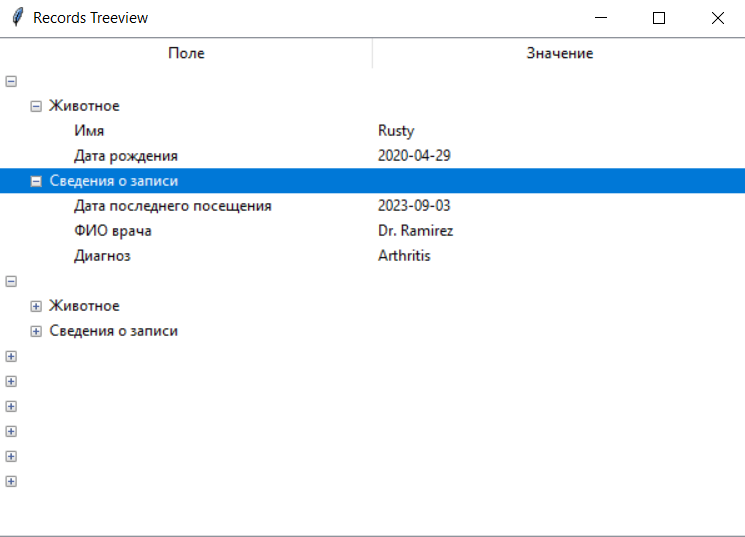 Records Treeview
Поле Значение
Животное
Имя Rusty
Дата рождения 2020-04-29
Сведения о записи
Дата последнего посещения 2023-09-03
ФИО врача Dr. Ramirez
Диагноз Arthritis
Животное
Сведения о записи